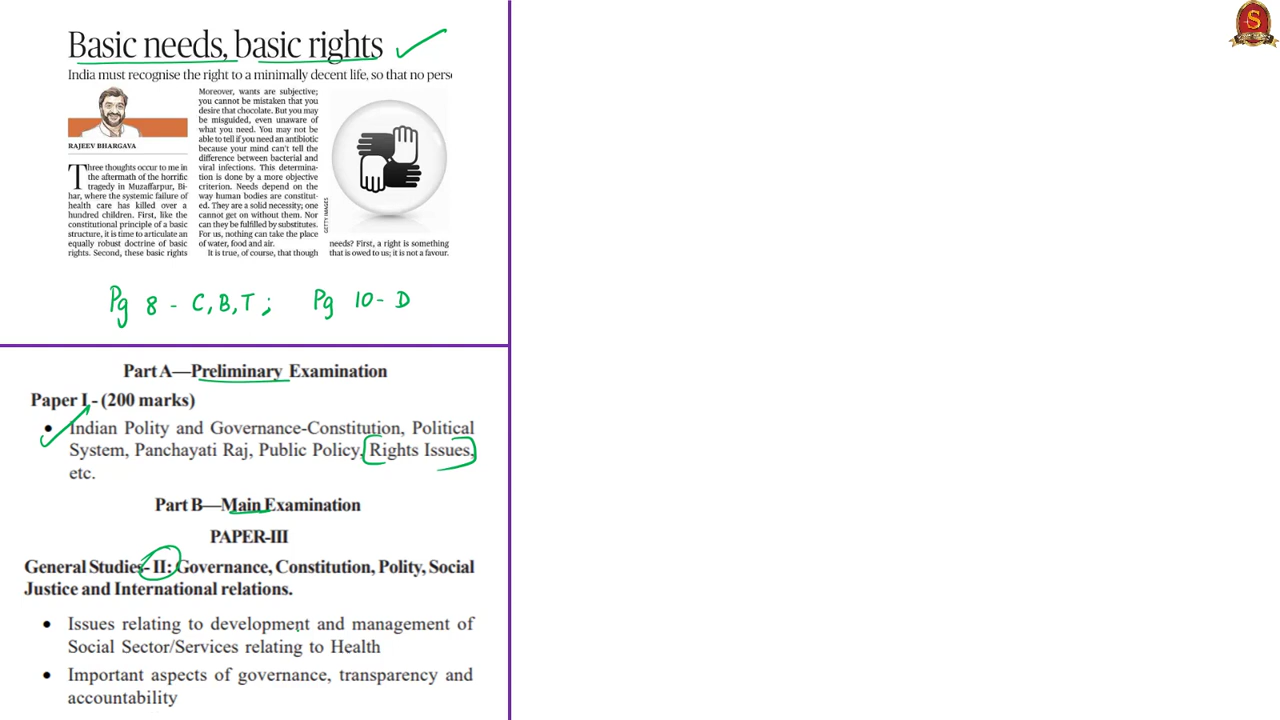 Basic needs, basic rights
India must recognise the right to a minimally decent life, so that no pers
RAJEEV BHARGAVA
Three thoughts occur to me in
the aftermath of the horrific
tragedy in Muzaffarpur, Bi-
har, where the systemic failure of
health care has killed over a
hundred children. First, like the
constitutional principle of a basic
structure, it is time to articulate an
equally robust doctrine of basic
rights. Second, these basic rights
Moreover, wants are subjective;
you cannot be mistaken that you
desire that chocolate. But you may
be misguided, even unaware of
what you need. You may not be
able to tell if you need an antibiotic
because your mind can't tell the
difference between bacterial and
viral infections. This determina-
tion is done by a more objective
criterion. Needs depend on the
way human bodies are constitut-
ed. They are a solid necessity; one
cannot get on without them. Nor
can they be fulfilled by substitutes.
For us, nothing can take the place
of water, food and air.
It is true, of course, that though
GETTY IMAGES
needs? First, a right is something
that is owed to us; it is not a favour.
Pg 8 - C, B, T; Pg 10 - D
Part A—Preliminary Examination
Paper I - (200 marks)
• Indian Polity and Governance-Constitution, Political
System, Panchayati Raj, Public Policy, Rights Issues,
etc.
Part B—Main Examination
PAPER-III
General Studies- II: Governance, Constitution, Polity, Social
Justice and International relations.
• Issues relating to development and management of
Social Sector/Services relating to Health
• Important aspects of governance, transparency and
accountability
S